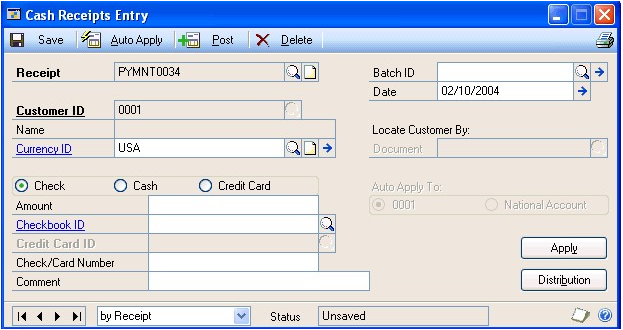 Cash Receipts Entry
Save Auto Apply Post Delete
Receipt PYMNT0034 Batch ID
Date 02/10/2004
Customer ID 0001
Name Locate Customer By:
Currency ID USA Document
Check Cash Credit Card Auto Apply To:
Amount 0001 National Account
Checkbook ID
Credit Card ID Apply
Check/Card Number
Comment Distribution
by Receipt Status Unsaved